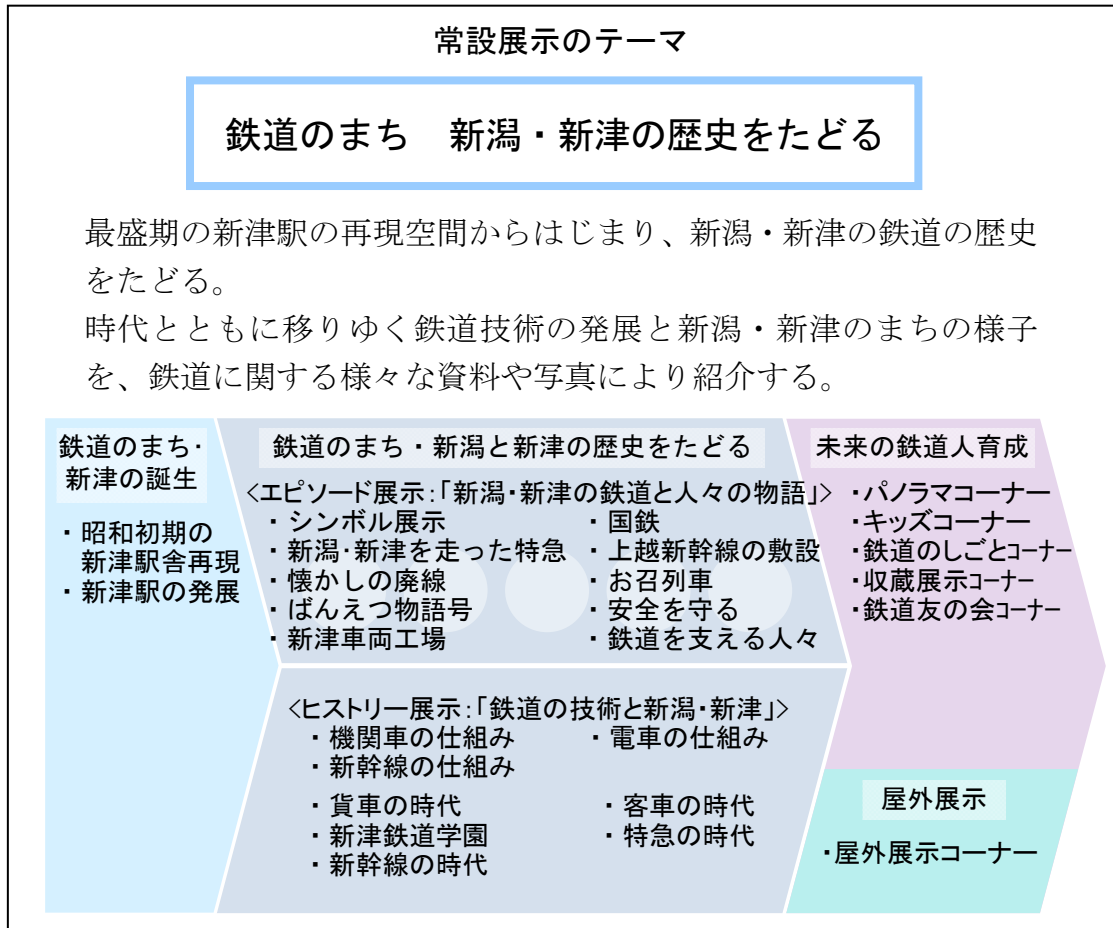 常設展示のテーマ
鉄道のまち　新潟・新津の歴史をたどる
最盛期の新津駅の再現空間からはじまり、新潟・新津の鉄道の歴史
をたどる。
時代とともに移りゆく鉄道技術の発展と新潟・新津のまちの様子
を、鉄道に関する様々な資料や写真により紹介する。
鉄道のまち・
新津の誕生
・昭和初期の
新津駅舎再現
・新津駅の発展
鉄道のまち・新潟と新津の歴史をたどる
<エピソード展示:「新潟・新津の鉄道と人々の物語」>
・シンボル展示
・新潟・新津を走った特急
・懐かしの廃線
・ばんえつ物語号
・新津車両工場
・国鉄
・上越新幹線の敷設
・お召列車
・安全を守る
・鉄道を支える人々
<ヒストリー展示:「鉄道の技術と新潟・新津」>
・機関車の仕組み
・電車の仕組み
・新幹線の仕組み
・貨車の時代
・客車の時代
・新津鉄道学園
・特急の時代
・新幹線の時代
未来の鉄道人育成
・パノラマコーナー
・キッズコーナー
・鉄道のしごとコーナー
・収蔵展示コーナー
・鉄道友の会コーナー
屋外展示
・屋外展示コーナー